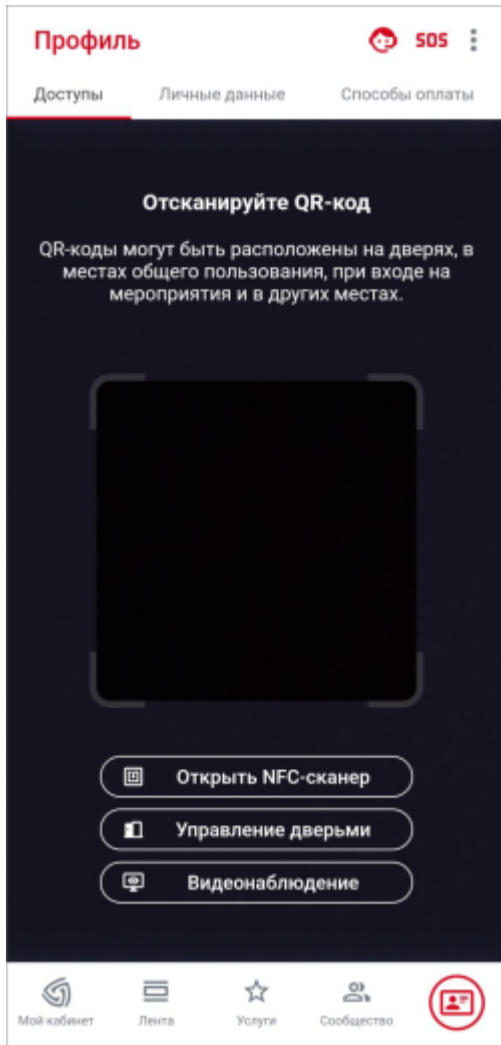 Профиль
SOS
Доступы Личные данные Способы оплаты
Отсканируйте QR-код
QR-коды могут быть расположены на дверях, в
местах общего пользования, при входе на
мероприятия и в других местах.
Открыть NFC-сканер
Управление дверьми
Видеонаблюдение
Мой кабинет Лента Услуги Сообщество